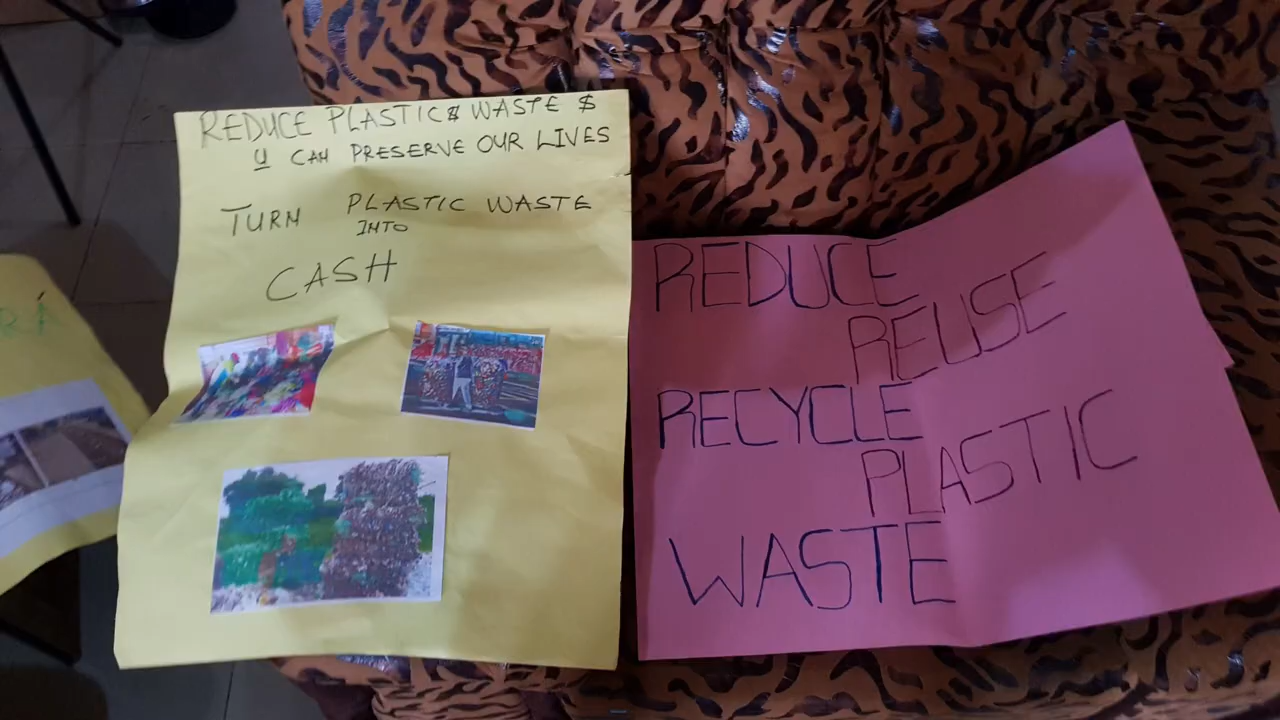 REDUCE PLASTIC$ WASTE $
U CAN PRESERVE OUR LIVES
TURN PLASTIC WASTE
INTO
CASH
REDUCE
REUSE
RECYCLE
PLASTIC
WASTE